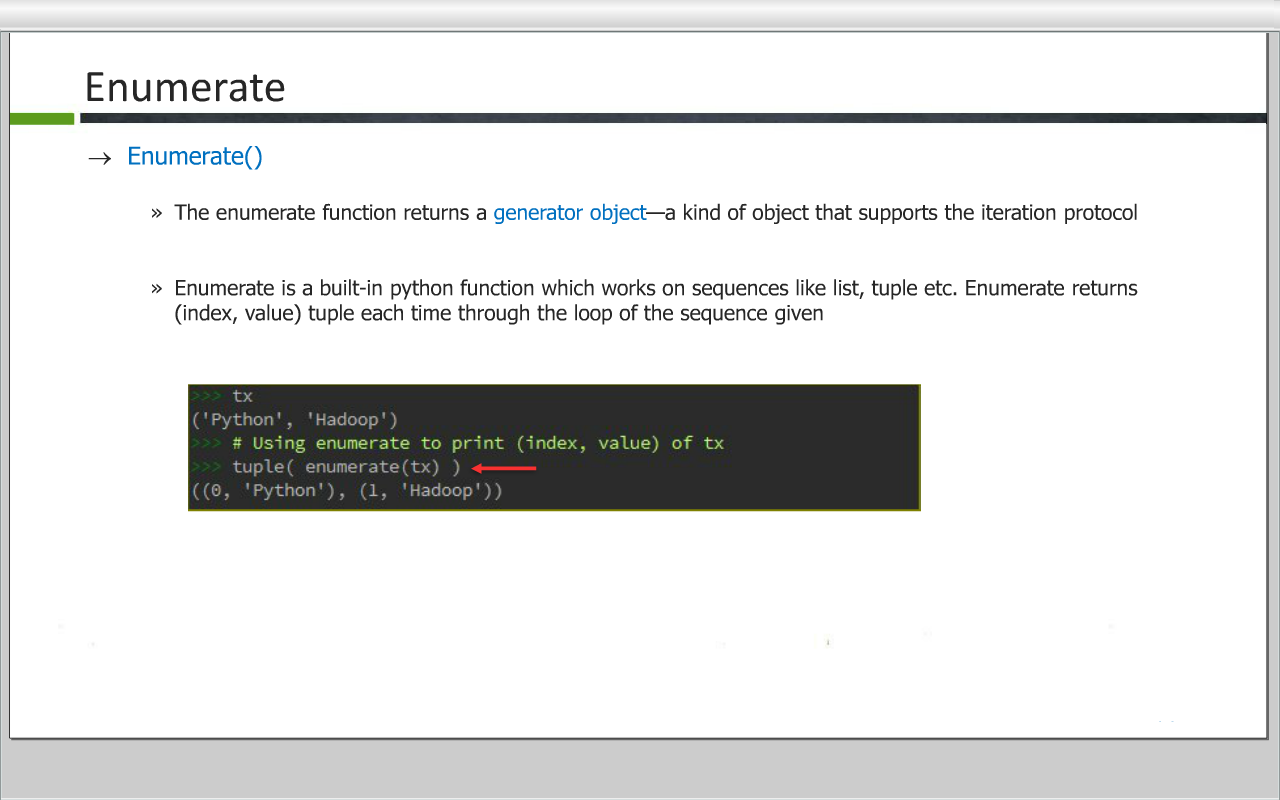 Enumerate
→ Enumerate()
» The enumerate function returns a generator object—a kind of object that supports the iteration protocol
» Enumerate is a built-in python function which works on sequences like list, tuple etc. Enumerate returns
(index, value) tuple each time through the loop of the sequence given
>>> tx
('Python', 'Hadoop')
>>> # Using enumerate to print (index, value) of tx
>>> tuple( enumerate(tx) )
((0, 'Python'), (1, 'Hadoop'))